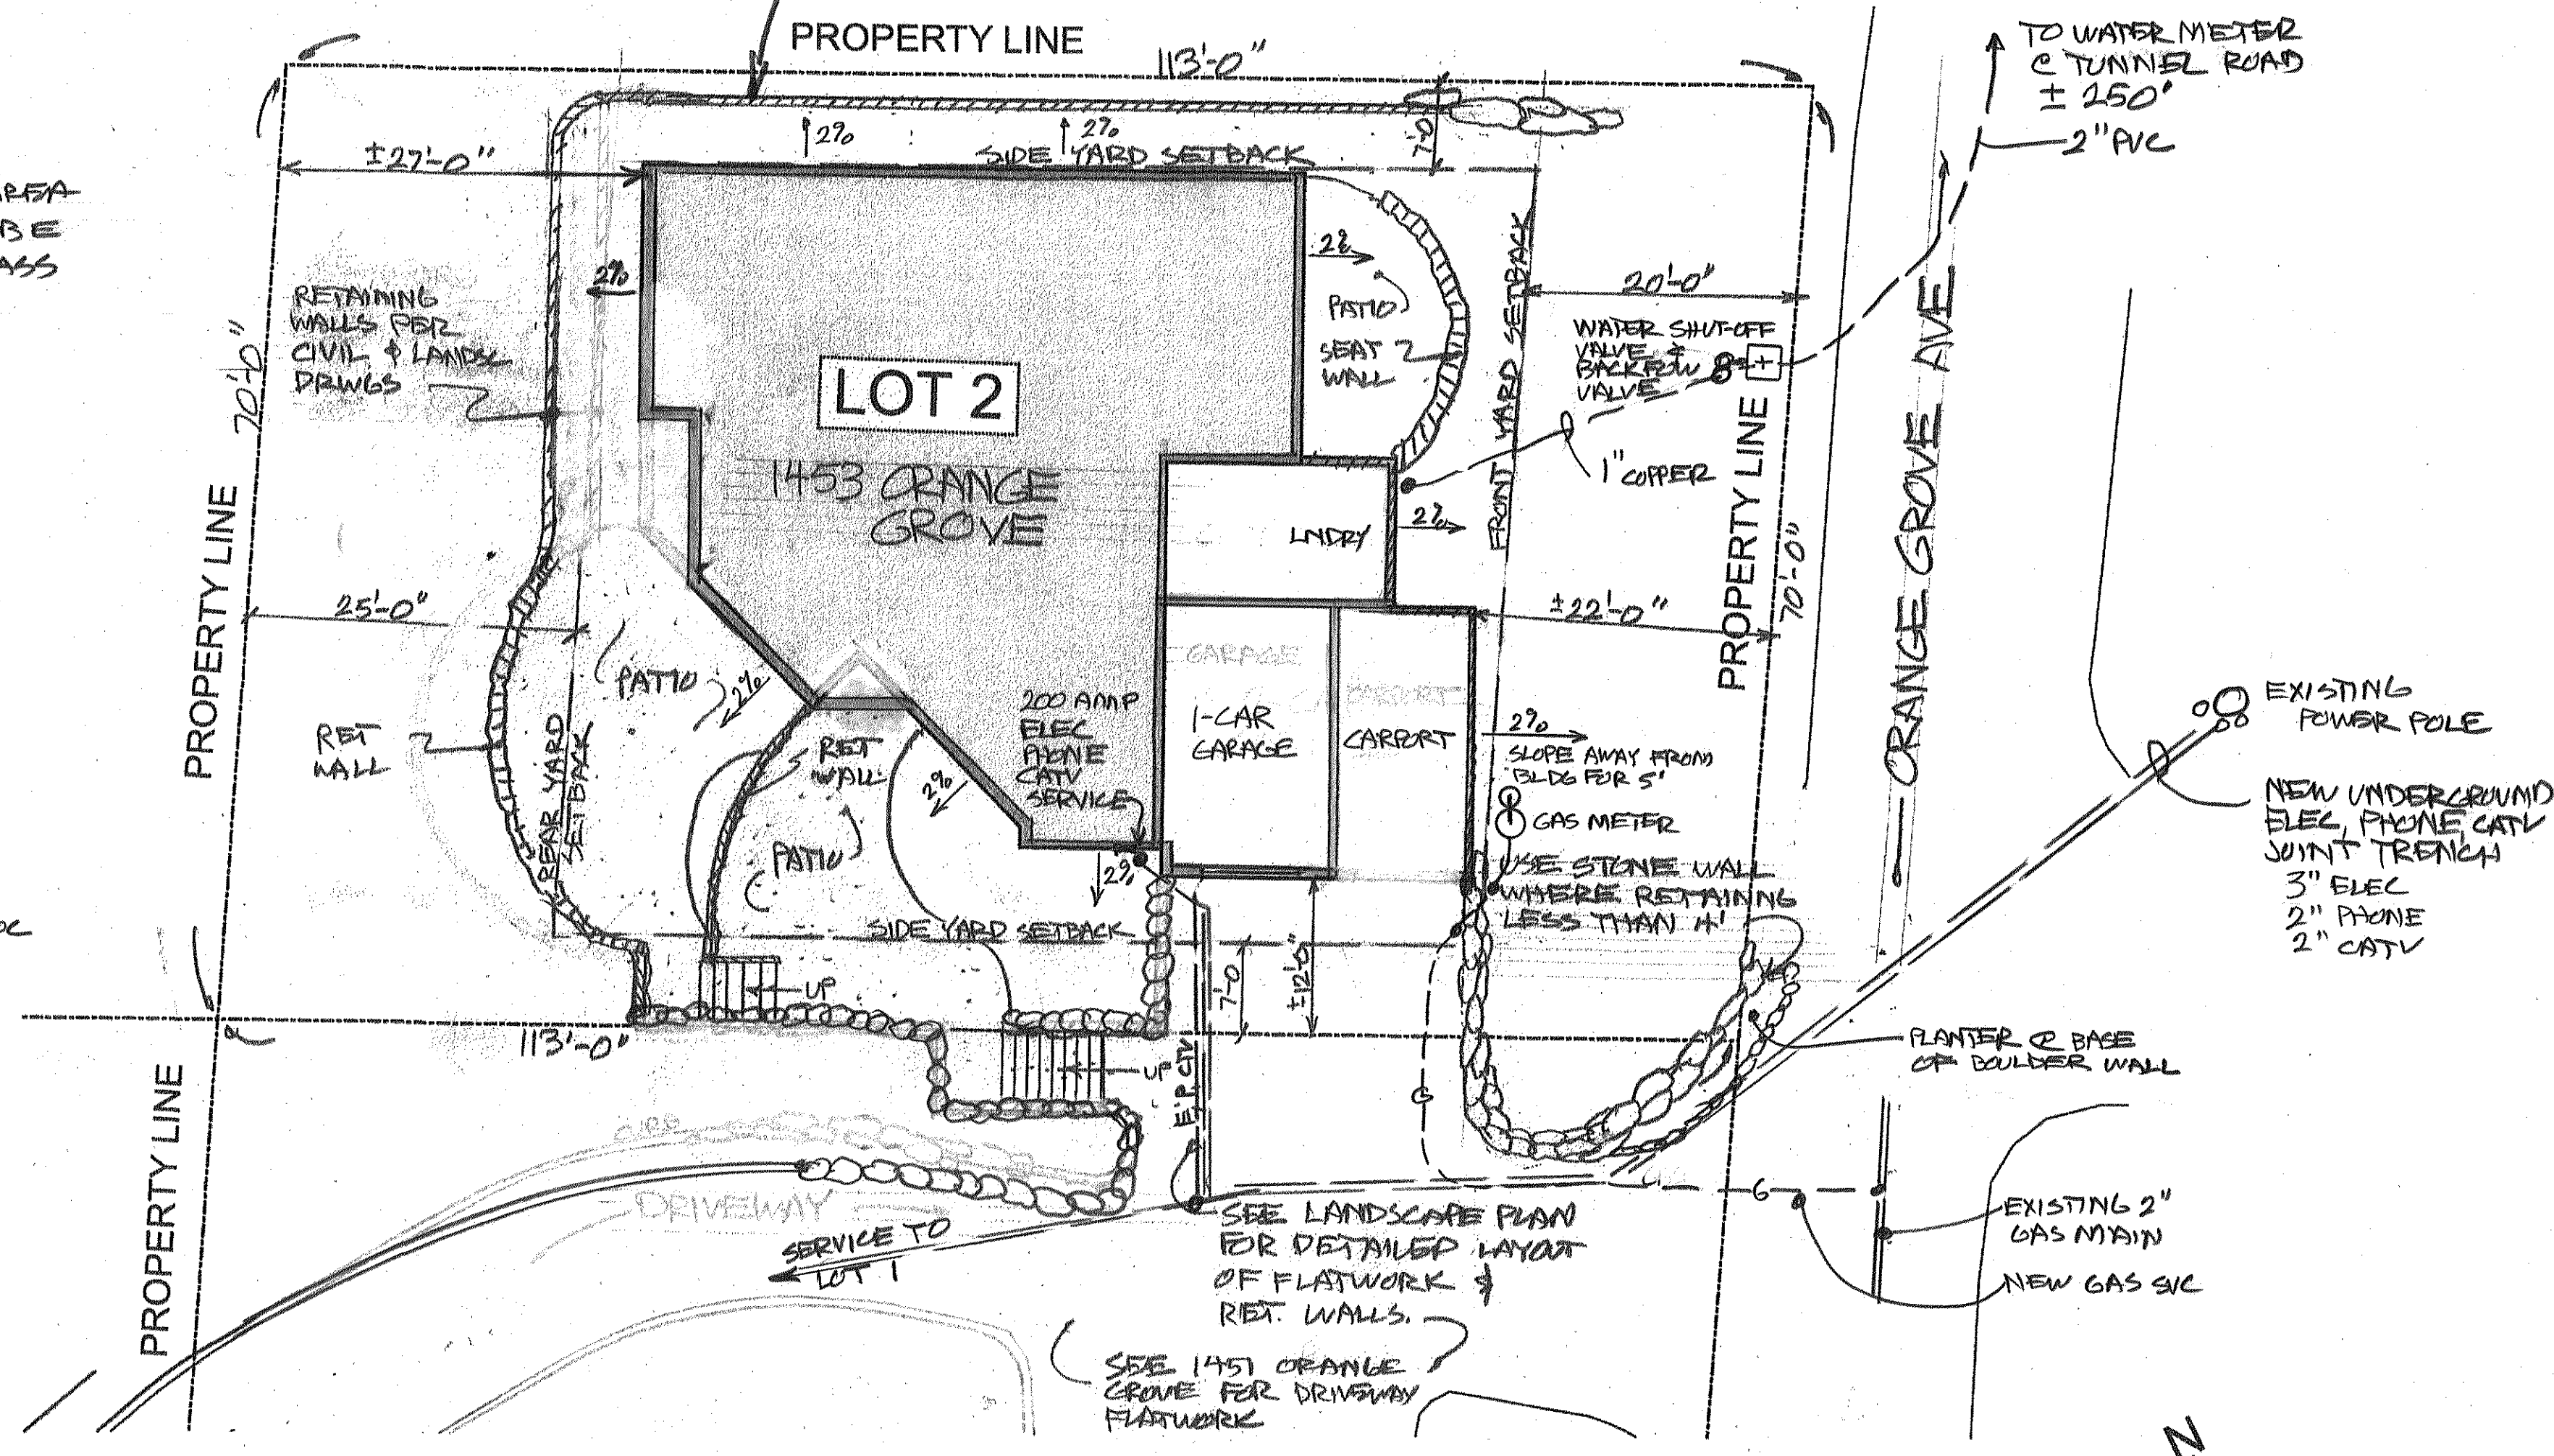 PROPERTY LINE
113'-0"
TO WATER METER
@ TUNNEL ROAD
± 250'
2" PVC
±27'-0"
2%
2%
SIDE YARD SETBACK
7'-0
AREA
BE
70'-0"
RETAINING
WALLS PER
CIVIL & LANDSC
DRWGS
2%
LOT 2
1453 ORANGE
GROVE
2%
PATIO
SEAT
WALL
FRONT YARD SETBACK
20'-0"
WATER SHUT-OFF
VALVE &
BACKFLOW
VALVE
1" COPPER
PROPERTY LINE
70'-0"
ORANGE GROVE AVE
LNDRY
2%
PROPERTY LINE
25'-0"
PATIO
2%
RET
WALL
REAR YARD
SETBACK
RET
WALL
PATIO
2%
200 AMP
ELEC
PHONE
CATV
SERVICE
2%
GARAGE
1-CAR
GARAGE
CARPORT
CARPORT
±22'-0"
2%
SLOPE AWAY FROM
BLDG FOR 5'
GAS METER
USE STONE WALL
WHERE RETAINING
LESS THAN 4'
EXISTING
POWER POLE
NEW UNDERGROUND
ELEC, PHONE, CATV
JOINT TRENCH
3" ELEC
2" PHONE
2" CATV
SIDE YARD SETBACK
UP
UP
7'-0
±12'-0"
113'-0"
E.P.CTV
G
PLANTER @ BASE
OF BOULDER WALL
PROPERTY LINE
DRIVEWAY
SERVICE TO
LOT 1
G
EXISTING 2"
GAS MAIN
NEW GAS SVC
SEE LANDSCAPE PLAN
FOR DETAILED LAYOUT
OF FLATWORK &
RET. WALLS.
SEE 1451 ORANGE
GROVE FOR DRIVEWAY
FLATWORK
N